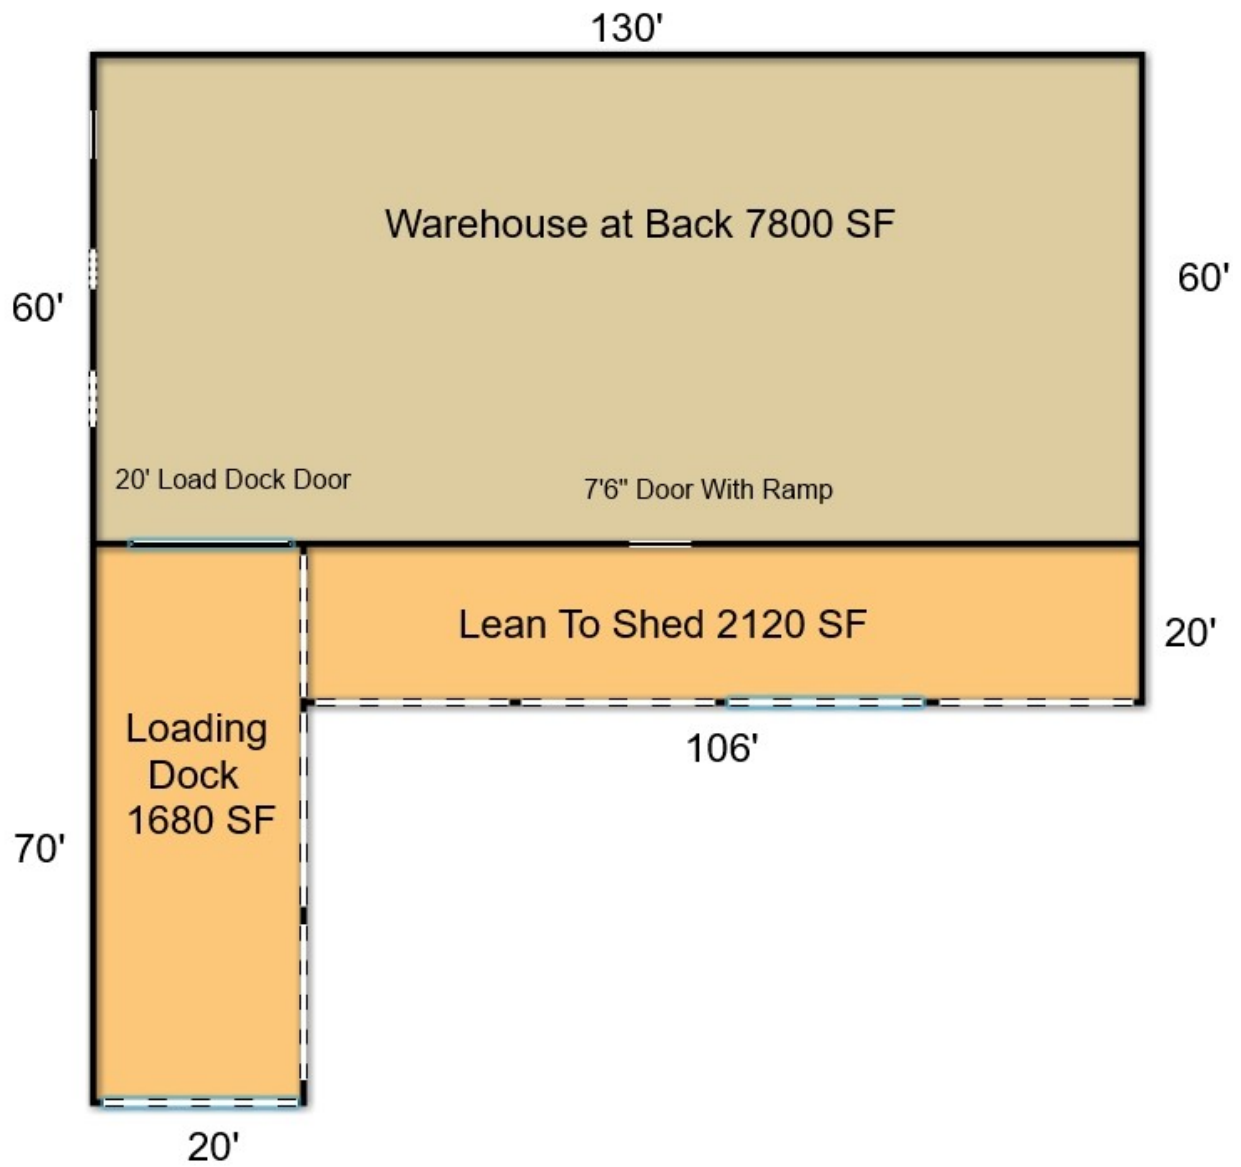 130'
Warehouse at Back 7800 SF
60'
60'
20' Load Dock Door
7'6" Door With Ramp
Lean To Shed 2120 SF
20'
106'
Loading
Dock
1680 SF
70'
20'